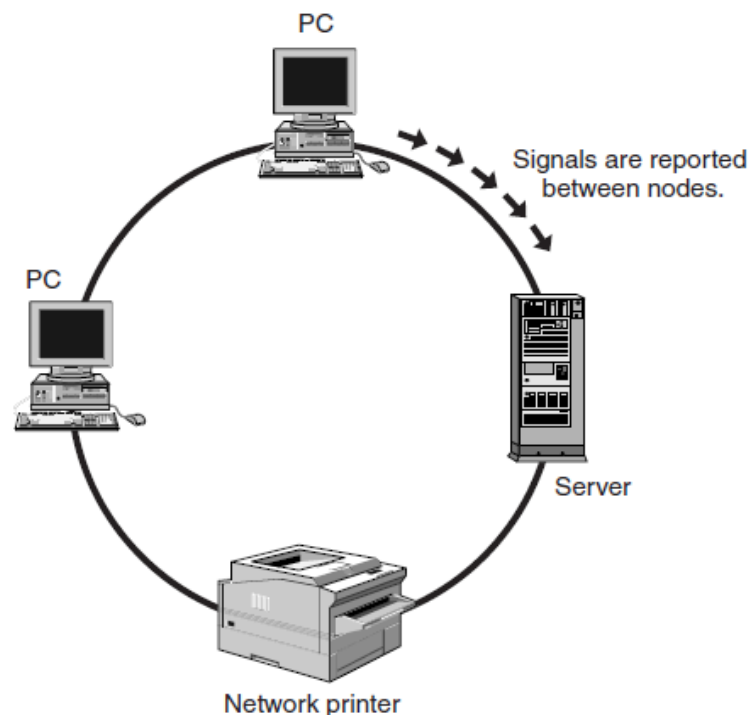 PC
Signals are reported
between nodes.
PC
Server
Network printer